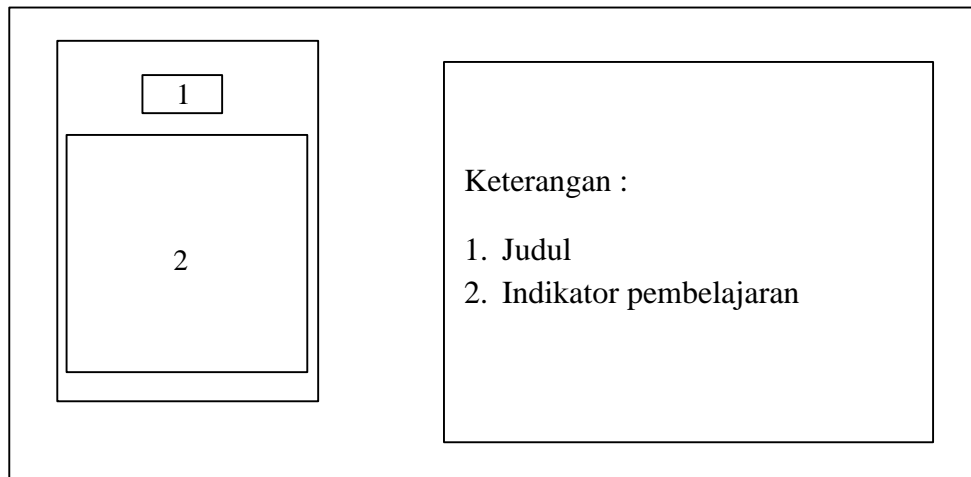 1
2
Keterangan :
1. Judul
2. Indikator pembelajaran